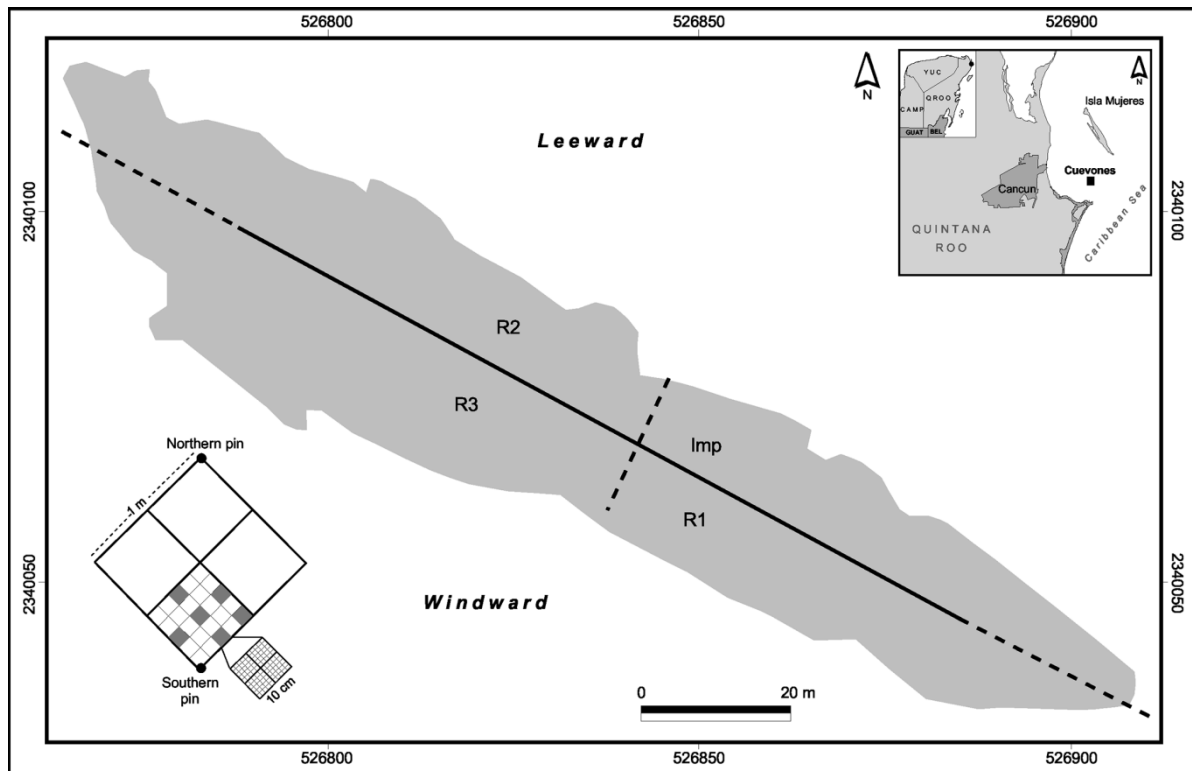 526800
526850
526900
N
YUC
QROO
CAMP
GUAT
BEL
N
Isla Mujeres
Cuevones
Cancun
Caribbean Sea
QUINTANA
ROO
Leeward
2340100
2340100
R2
R3
Imp
R1
Northern pin
1 m
Southern
pin
10 cm
2340050
2340050
Windward
0
20 m
526800
526850
526900